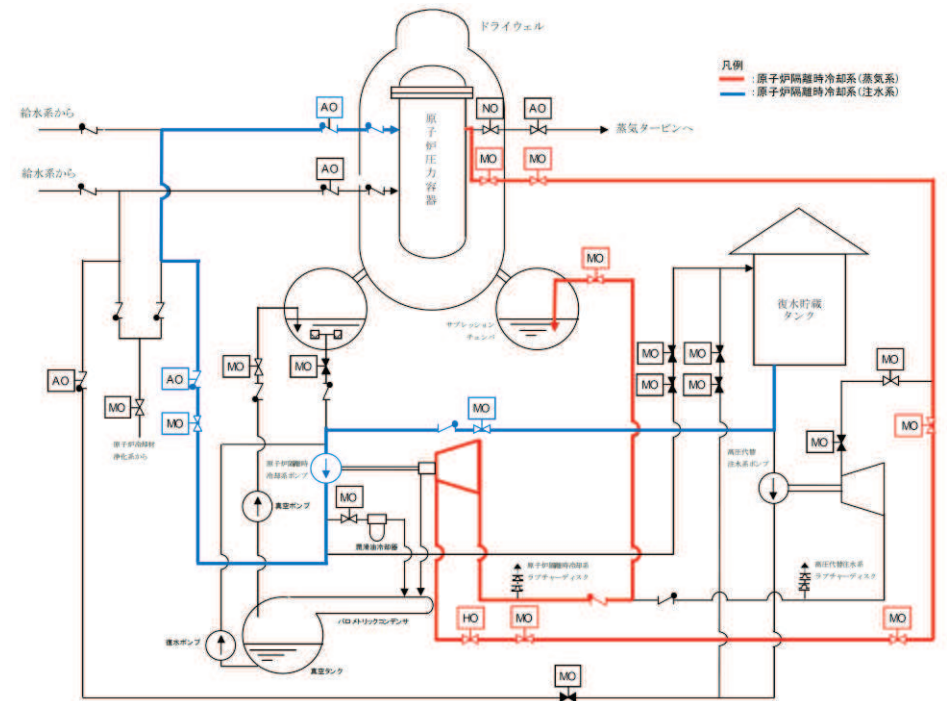 ドライウェル
凡例
：原子炉隔離時冷却系(蒸気系)
：原子炉隔離時冷却系(注水系)
給水系から
AO
NO
AO
原子炉圧力容器
蒸気タービンへ
MO
MO
給水系から
AO
MO
サプレッション
チェンバ
復水貯蔵
タンク
MO
MO
MO
MO
MO
MO
MO
MO
AO
AO
MO
MO
MO
MO
MO
原子炉冷却材
浄化系から
原子炉隔離時
冷却系ポンプ
高圧代替
注水系ポンプ
真空ポンプ
MO
潤滑油冷却器
原子炉隔離時冷却系
ラプチャーディスク
高圧代替注水系
ラプチャーディスク
バロメトリックコンデンサ
HO
MO
MO
復水ポンプ
真空タンク
MO